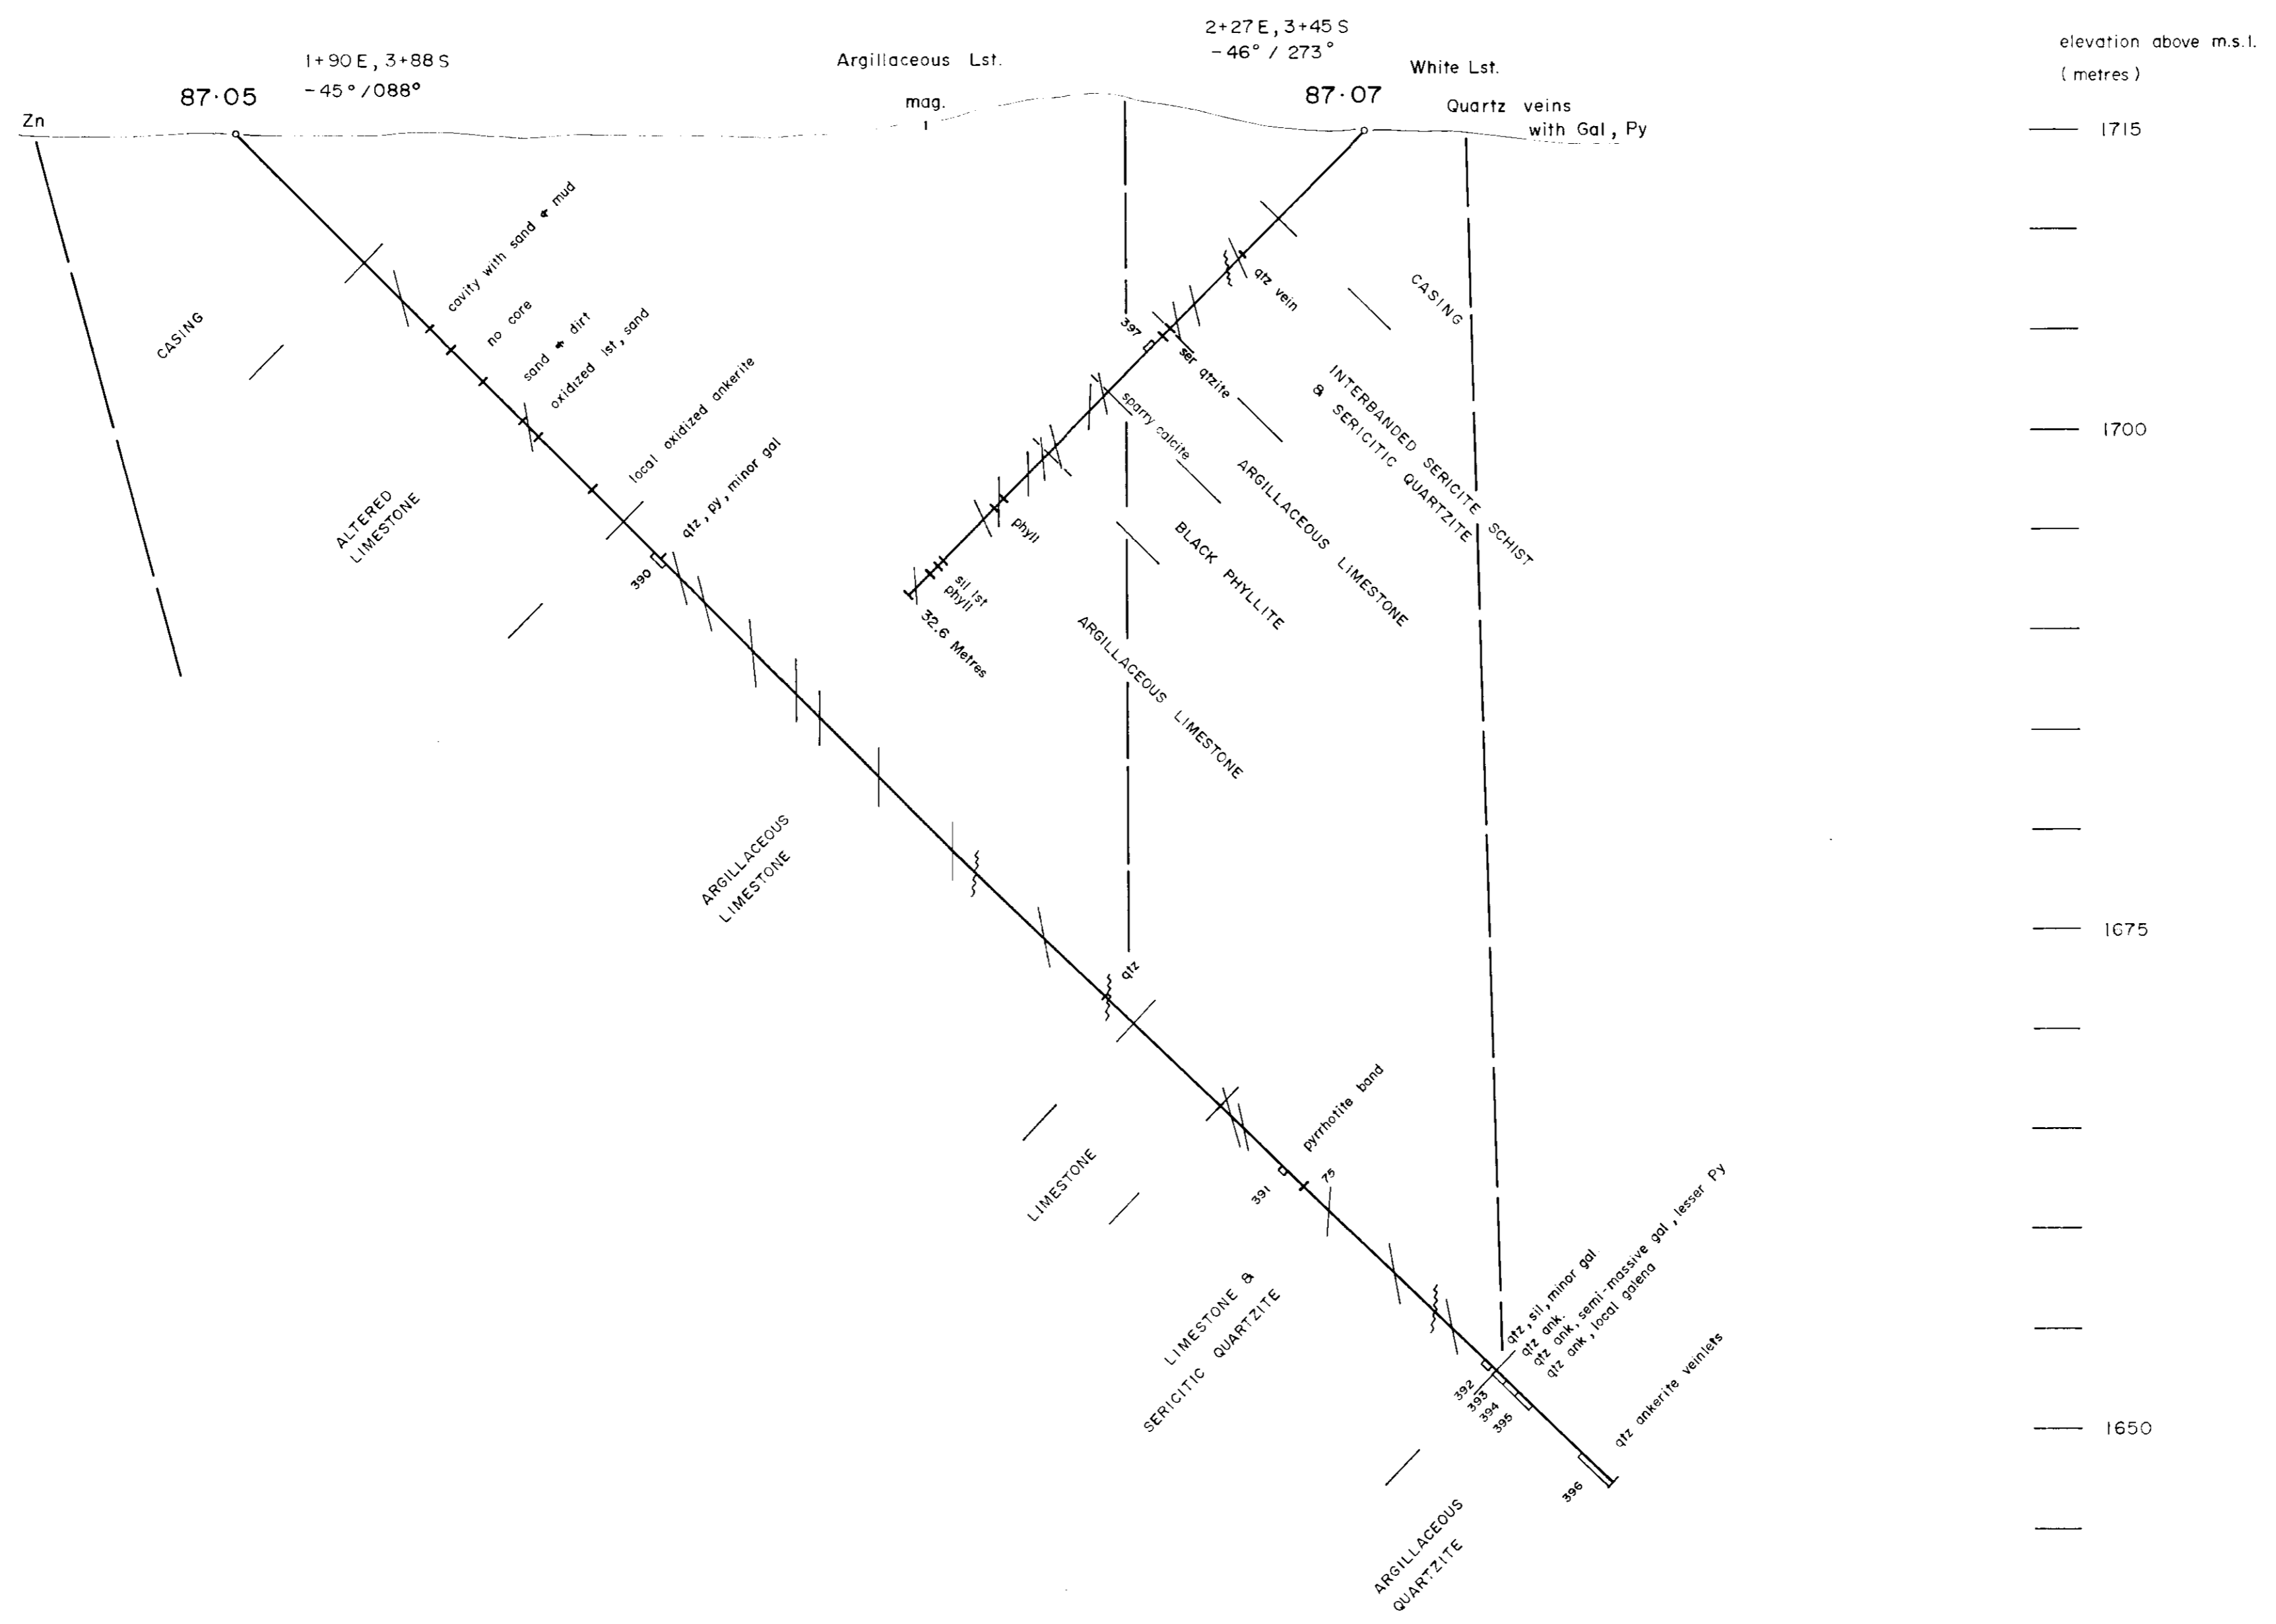 2+27 E, 3+45 S
-46° / 273°
elevation above m.s.l.
(metres)
1+90 E, 3+88 S
-45°/088°
Argillaceous Lst.
White Lst.
87·05
mag.
87·07
Quartz veins
with Gal, Py
Zn
1715
1700
1675
1650
CASING
cavity with sand & mud
no core
sand & dirt
oxidized lst, sand
local oxidized ankerite
ALTERED
LIMESTONE
qtz, py, minor gal
390
ARGILLACEOUS
LIMESTONE
qtz
LIMESTONE
pyrrhotite band
391
75
LIMESTONE &
SERICITIC QUARTZITE
qtz, sil, minor gal.
qtz ank.
qtz ank, semi-massive gal, lesser Py
qtz ank, local galena
392
393
394
395
qtz ankerite veinlets
396
ARGILLACEOUS
QUARTZITE
CASING
qtz vein
397
ser qtzite
INTERBANDED SERICITE SCHIST
& SERICITIC QUARTZITE
sparry calcite
ARGILLACEOUS LIMESTONE
BLACK PHYLLITE
phyll
ARGILLACEOUS LIMESTONE
sil lst
phyll
32.6 Metres